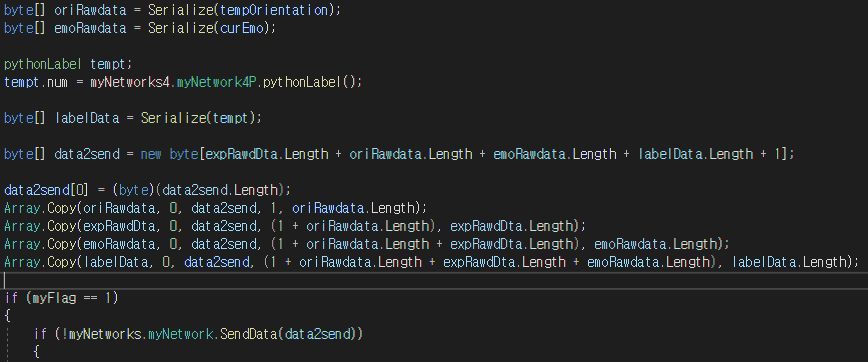 byte[] oriRawdata = Serialize(tempOrientation);
byte[] emoRawdata = Serialize(curEmo);
pythonLabel tempt;
tempt.num = myNetworks4.myNetwork4P.pythonLabel();
byte[] labelData = Serialize(tempt);
byte[] data2send = new byte[expRawdDta.Length + oriRawdata.Length + emoRawdata.Length + labelData.Length + 1];
data2send[0] = (byte)(data2send.Length);
Array.Copy(oriRawdata, 0, data2send, 1, oriRawdata.Length);
Array.Copy(expRawdDta, 0, data2send, (1 + oriRawdata.Length), expRawdDta.Length);
Array.Copy(emoRawdata, 0, data2send, (1 + oriRawdata.Length + expRawdDta.Length), emoRawdata.Length);
Array.Copy(labelData, 0, data2send, (1 + oriRawdata.Length + expRawdDta.Length + emoRawdata.Length), labelData.Length);
if (myFlag == 1)
{
if (!myNetworks.myNetwork.SendData(data2send))
{